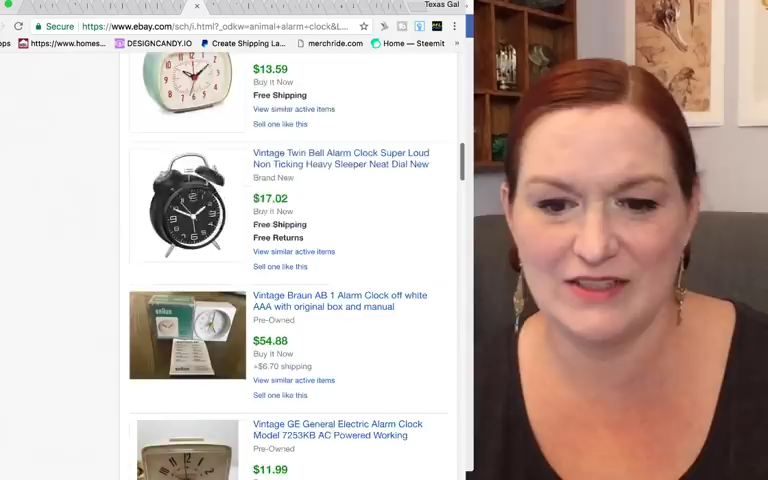 Texas Gal
Secure https://www.ebay.com/sch/i.html?_odkw=animal+alarm+clock&L...
ops https://www.homes... DESIGNCANDY.IO Create Shipping La... merchride.com Home — Steemit »
$13.59
Buy It Now
Free Shipping
View similar active items
Sell one like this
Vintage Twin Bell Alarm Clock Super Loud
Non Ticking Heavy Sleeper Neat Dial New
Brand New
$17.02
Buy It Now
Free Shipping
Free Returns
View similar active items
Sell one like this
Vintage Braun AB 1 Alarm Clock off white
AAA with original box and manual
Pre-Owned
$54.88
Buy It Now
+$6.70 shipping
View similar active items
Sell one like this
Vintage GE General Electric Alarm Clock
Model 7253KB AC Powered Working
Pre-Owned
$11.99